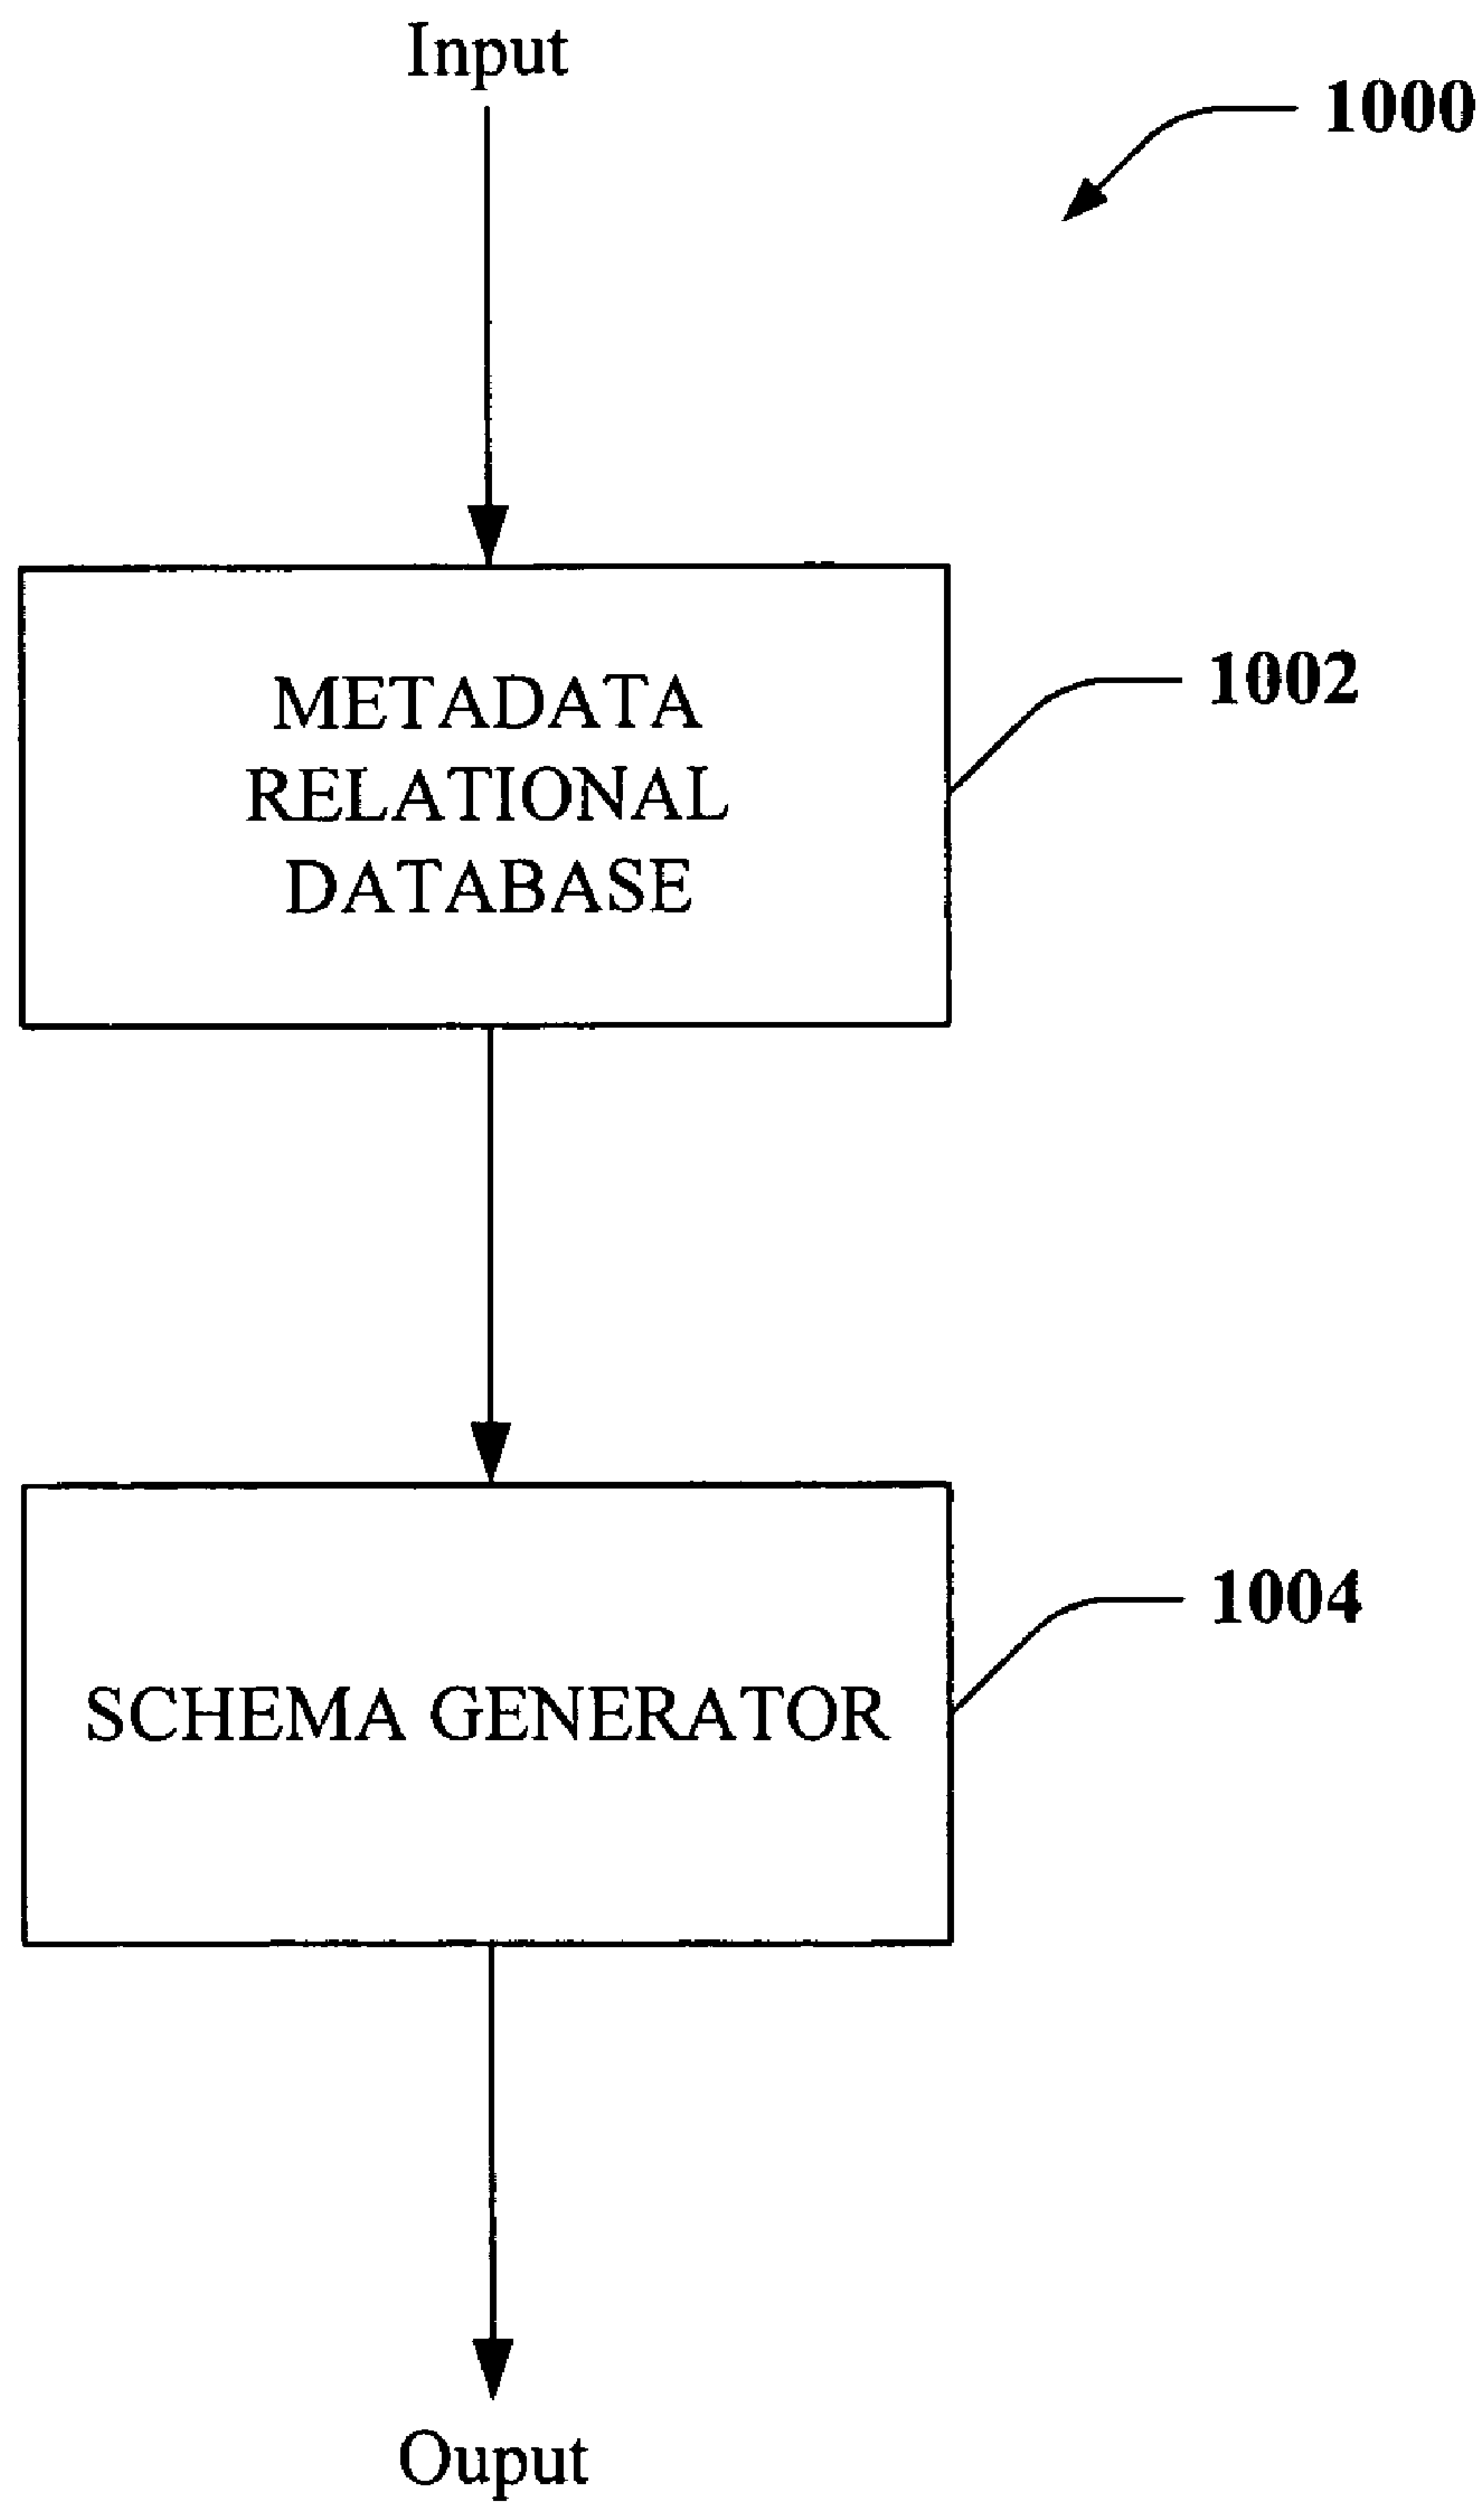 Input
1000
METADATA
RELATIONAL
DATABASE
1002
SCHEMA GENERATOR
1004
Ouput